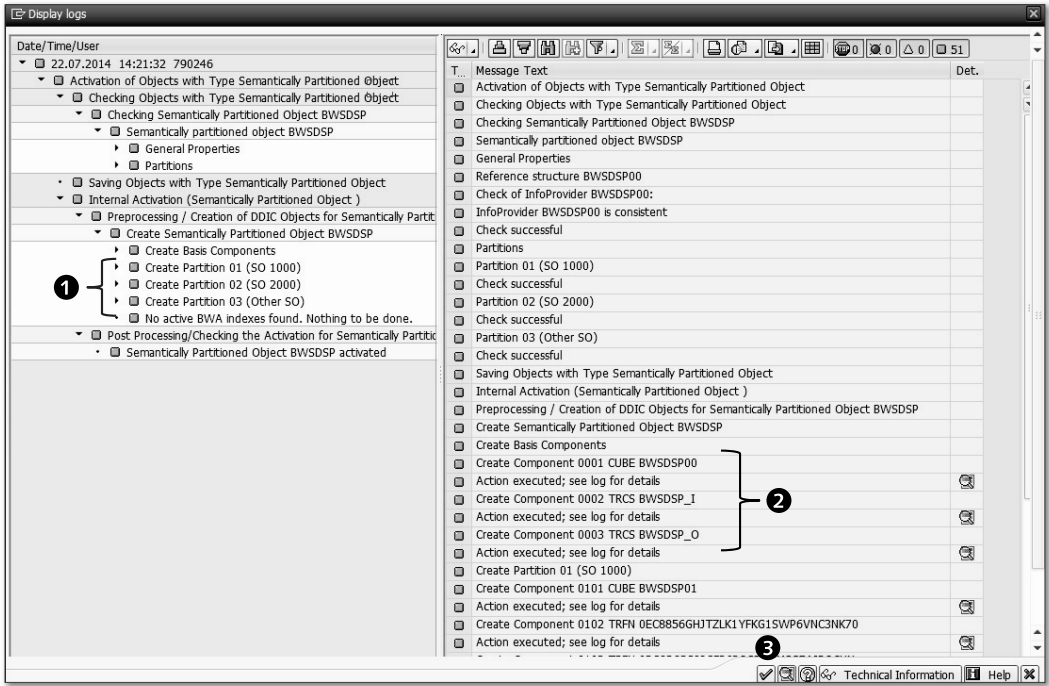 Display logs
Date/Time/User
22.07.2014 14:21:32 790246
Activation of Objects with Type Semantically Partitioned Object
Checking Objects with Type Semantically Partitioned Object
Checking Semantically Partitioned Object BWSDSP
Semantically partitioned object BWSDSP
General Properties
Partitions
Saving Objects with Type Semantically Partitioned Object
Internal Activation (Semantically Partitioned Object )
Preprocessing / Creation of DDIC Objects for Semantically Partit
Create Semantically Partitioned Object BWSDSP
Create Basis Components
Create Partition 01 (SO 1000)
Create Partition 02 (SO 2000)
Create Partition 03 (Other SO)
No active BWA indexes found. Nothing to be done.
Post Processing/Checking the Activation for Semantically Partitic
Semantically Partitioned Object BWSDSP activated
1
0 0 0 51
T... Message Text Det.
Activation of Objects with Type Semantically Partitioned Object
Checking Objects with Type Semantically Partitioned Object
Checking Semantically Partitioned Object BWSDSP
Semantically partitioned object BWSDSP
General Properties
Reference structure BWSDSP00
Check of InfoProvider BWSDSP00:
InfoProvider BWSDSP00 is consistent
Check successful
Partitions
Partition 01 (SO 1000)
Check successful
Partition 02 (SO 2000)
Check successful
Partition 03 (Other SO)
Check successful
Saving Objects with Type Semantically Partitioned Object
Internal Activation (Semantically Partitioned Object )
Preprocessing / Creation of DDIC Objects for Semantically Partitioned Object BWSDSP
Create Semantically Partitioned Object BWSDSP
Create Basis Components
Create Component 0001 CUBE BWSDSP00
Action executed; see log for details
Create Component 0002 TRCS BWSDSP_I
Action executed; see log for details
Create Component 0003 TRCS BWSDSP_O
Action executed; see log for details
2
Create Partition 01 (SO 1000)
Create Component 0101 CUBE BWSDSP01
Action executed; see log for details
Create Component 0102 TRFN 0EC8856GHJTZLK1YFKG1SWP6VNC3NK70
Action executed; see log for details
3
Technical Information Help